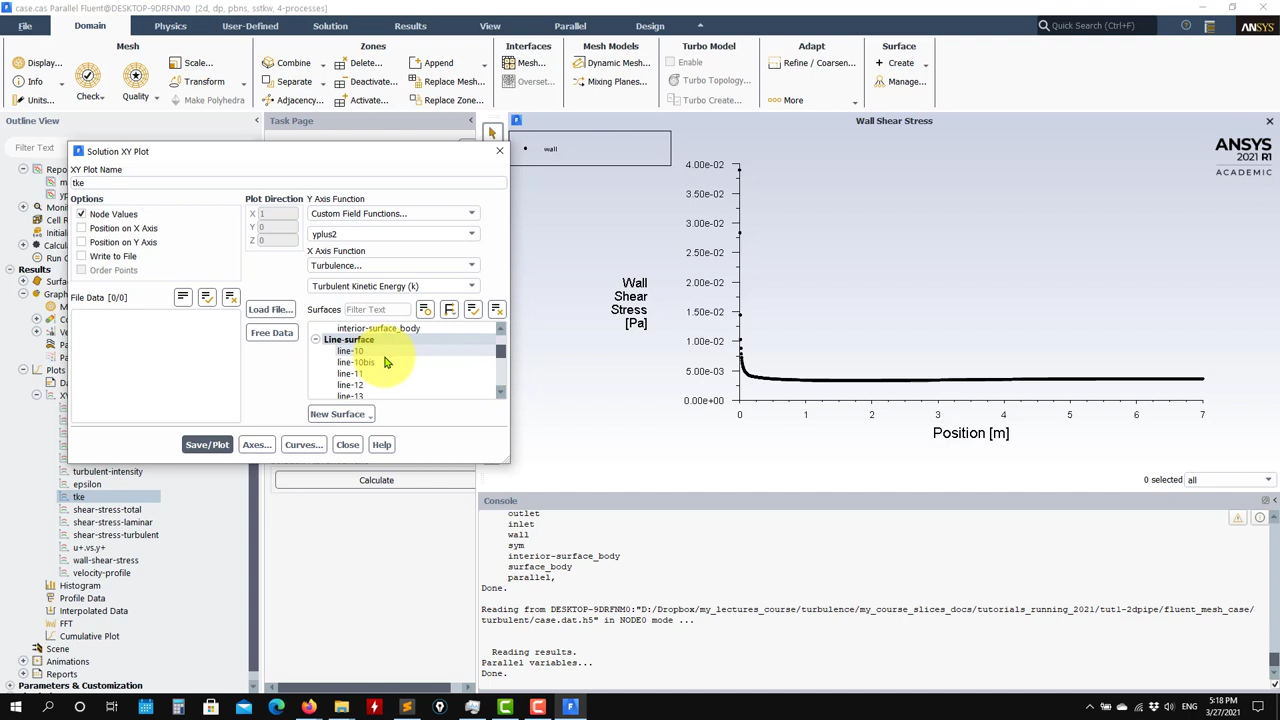 case.cas Parallel Fluent@DESKTOP-9DRFNM0 [2d, dp, pbns, sstkw, 4-processes]
File Domain Physics User-Defined Solution Results View Parallel Design Quick Search (Ctrl+F) ANSYS
Mesh Zones Interfaces Mesh Models Turbo Model Adapt Surface
Display... Scale... Combine Delete... Append Mesh... Dynamic Mesh... Enable Refine / Coarsen... Create
Info Transform Separate Deactivate... Replace Mesh... Overset... Mixing Planes... Turbo Topology... Manage...
Units... Check Quality Make Polyhedra Adjacency... Activate... Replace Zone... Turbo Create... More
Outline View Task Page Wall Shear Stress
Filter Text
Solution XY Plot
XY Plot Name
tke
Options Plot Direction Y Axis Function
Node Values X 1 Custom Field Functions...
Position on X Axis Y 0
Position on Y Axis Z 0 yplus2
Write to File X Axis Function
Order Points Turbulence...
Turbulent Kinetic Energy (k)
File Data [0/0] Load File... Surfaces Filter Text
Free Data
interior-surface_body
Line-surface
line-10
line-10bis
line-11
line-12
line-13
New Surface
Save/Plot Axes... Curves... Close Help
Calculate
Repo
m
yp
Moni
Cell R
Initia
Calcu
Results
Surfa
Grap
Plots
turbulent-intensity
epsilon
tke
shear-stress-total
shear-stress-laminar
shear-stress-turbulent
u+.vs.y+
wall-shear-stress
velocity-profile
Histogram
Profile Data
Interpolated Data
FFT
Cumulative Plot
Scene
Animations
Reports
Parameters & Customization
wall
ANSYS
2021 R1
ACADEMIC
4.00e-02
3.50e-02
3.00e-02
2.50e-02
2.00e-02
1.50e-02
1.00e-02
5.00e-03
0.00e+00
Wall
Shear
Stress
[Pa]
0 1 2 3 4 5 6 7
Position [m]
0 selected all
Console
outlet
inlet
wall
sym
interior-surface_body
surface_body
parallel,
Done.
Reading from DESKTOP-9DRFNM0:"D:/Dropbox/my_lectures_course/turbulence/my_course_slices_docs/tutorials_running_2021/tut1-2dpipe/fluent_mesh_case/
turbulent/case.dat.h5" in NODE0 mode ...
Reading results.
Parallel variables...
Done.
ENG
5:18 PM
3/27/2021